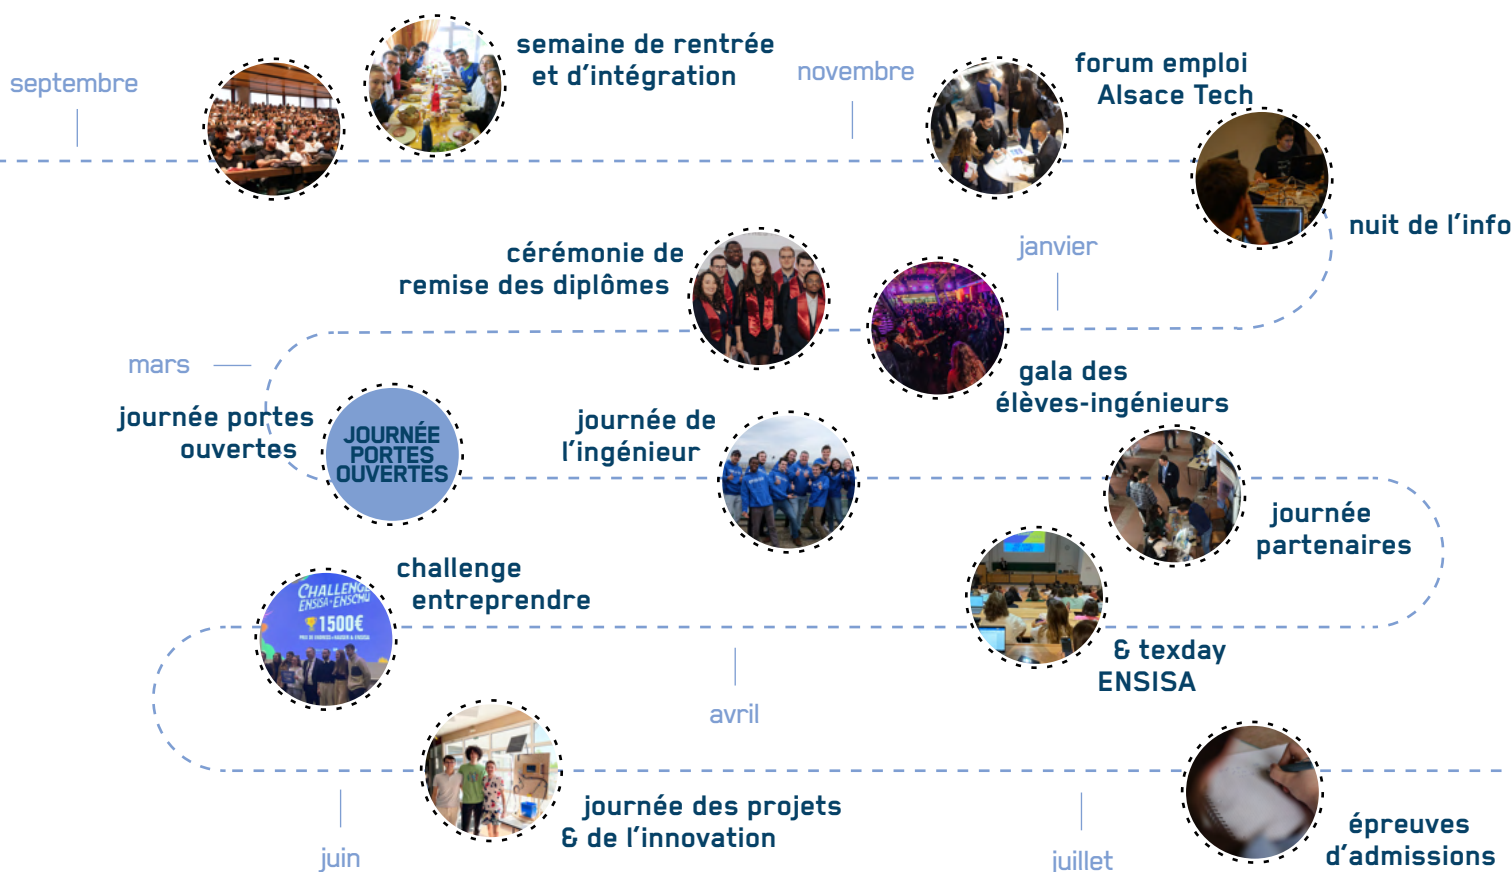 septembre
semaine de rentrée
et d'intégration
novembre
forum emploi
Alsace Tech
nuit de l'info
janvier
gala des
élèves-ingénieurs
cérémonie de
remise des diplômes
mars
journée portes
ouvertes
JOURNÉE
PORTES
OUVERTES
journée de
l'ingénieur
journée
partenaires
& texday
ENSISA
avril
challenge
entreprendre
CHALLENGE
ENSISA • ENSCMU
1500€
juin
journée des projets
& de l'innovation
juillet
épreuves
d'admissions